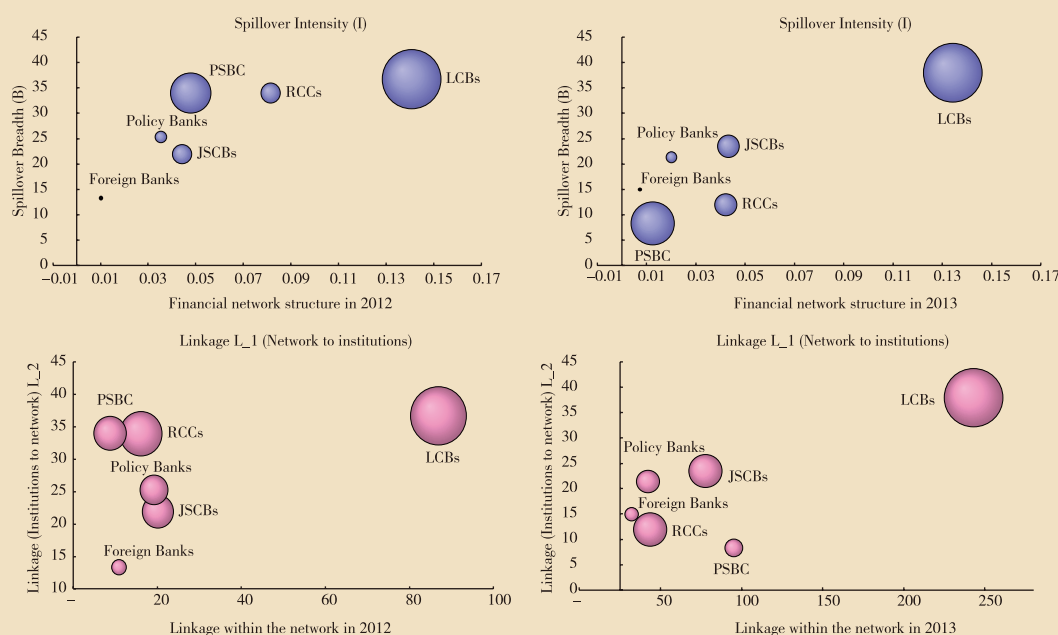 Spillover Intensity (I)
Spillover Breadth (B)
45
40
35
30
25
20
15
10
5
0
PSBC
RCCs
LCBs
Policy Banks
JSCBs
Foreign Banks
−0.01 0.01 0.03 0.05 0.07 0.09 0.11 0.13 0.15 0.17
Financial network structure in 2012
Spillover Intensity (I)
Spillover Breadth (B)
45
40
35
30
25
20
15
10
5
0
LCBs
Policy Banks
JSCBs
Foreign Banks
RCCs
PSBC
−0.01 0.01 0.03 0.05 0.07 0.09 0.11 0.13 0.15 0.17
Financial network structure in 2013
Linkage L_1 (Network to institutions)
Linkage (Institutions to network) L_2
45
40
35
30
25
20
15
10
PSBC
RCCs
LCBs
Policy Banks
JSCBs
Foreign Banks
– 20 40 60 80 100
Linkage within the network in 2012
Linkage L_1 (Network to institutions)
Linkage (Institutions to network) L_2
45
40
35
30
25
20
15
10
5
0
LCBs
Policy Banks
JSCBs
Foreign Banks
RCCs
PSBC
– 50 100 150 200 250
Linkage within the network in 2013